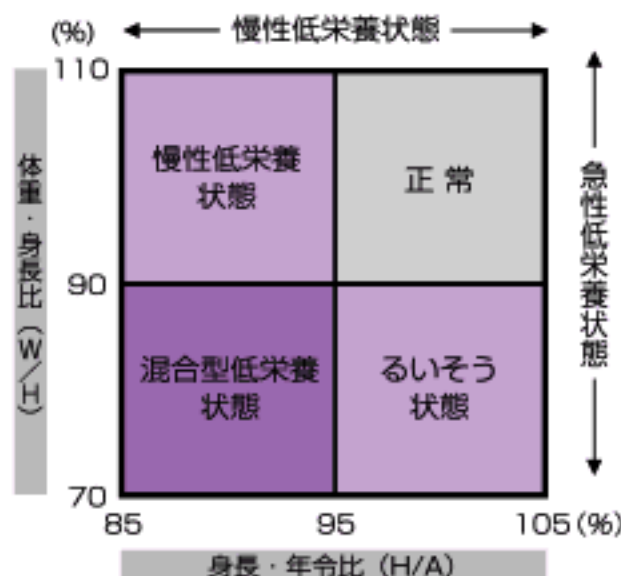 (%)
慢性低栄養状態
110
慢性低栄養
状態
正 常
体重・身長比（W/H）
急性低栄養状態
90
混合型低栄養
状態
るいそう
状態
70
85
95
105(%)
身長・年令比（H/A）